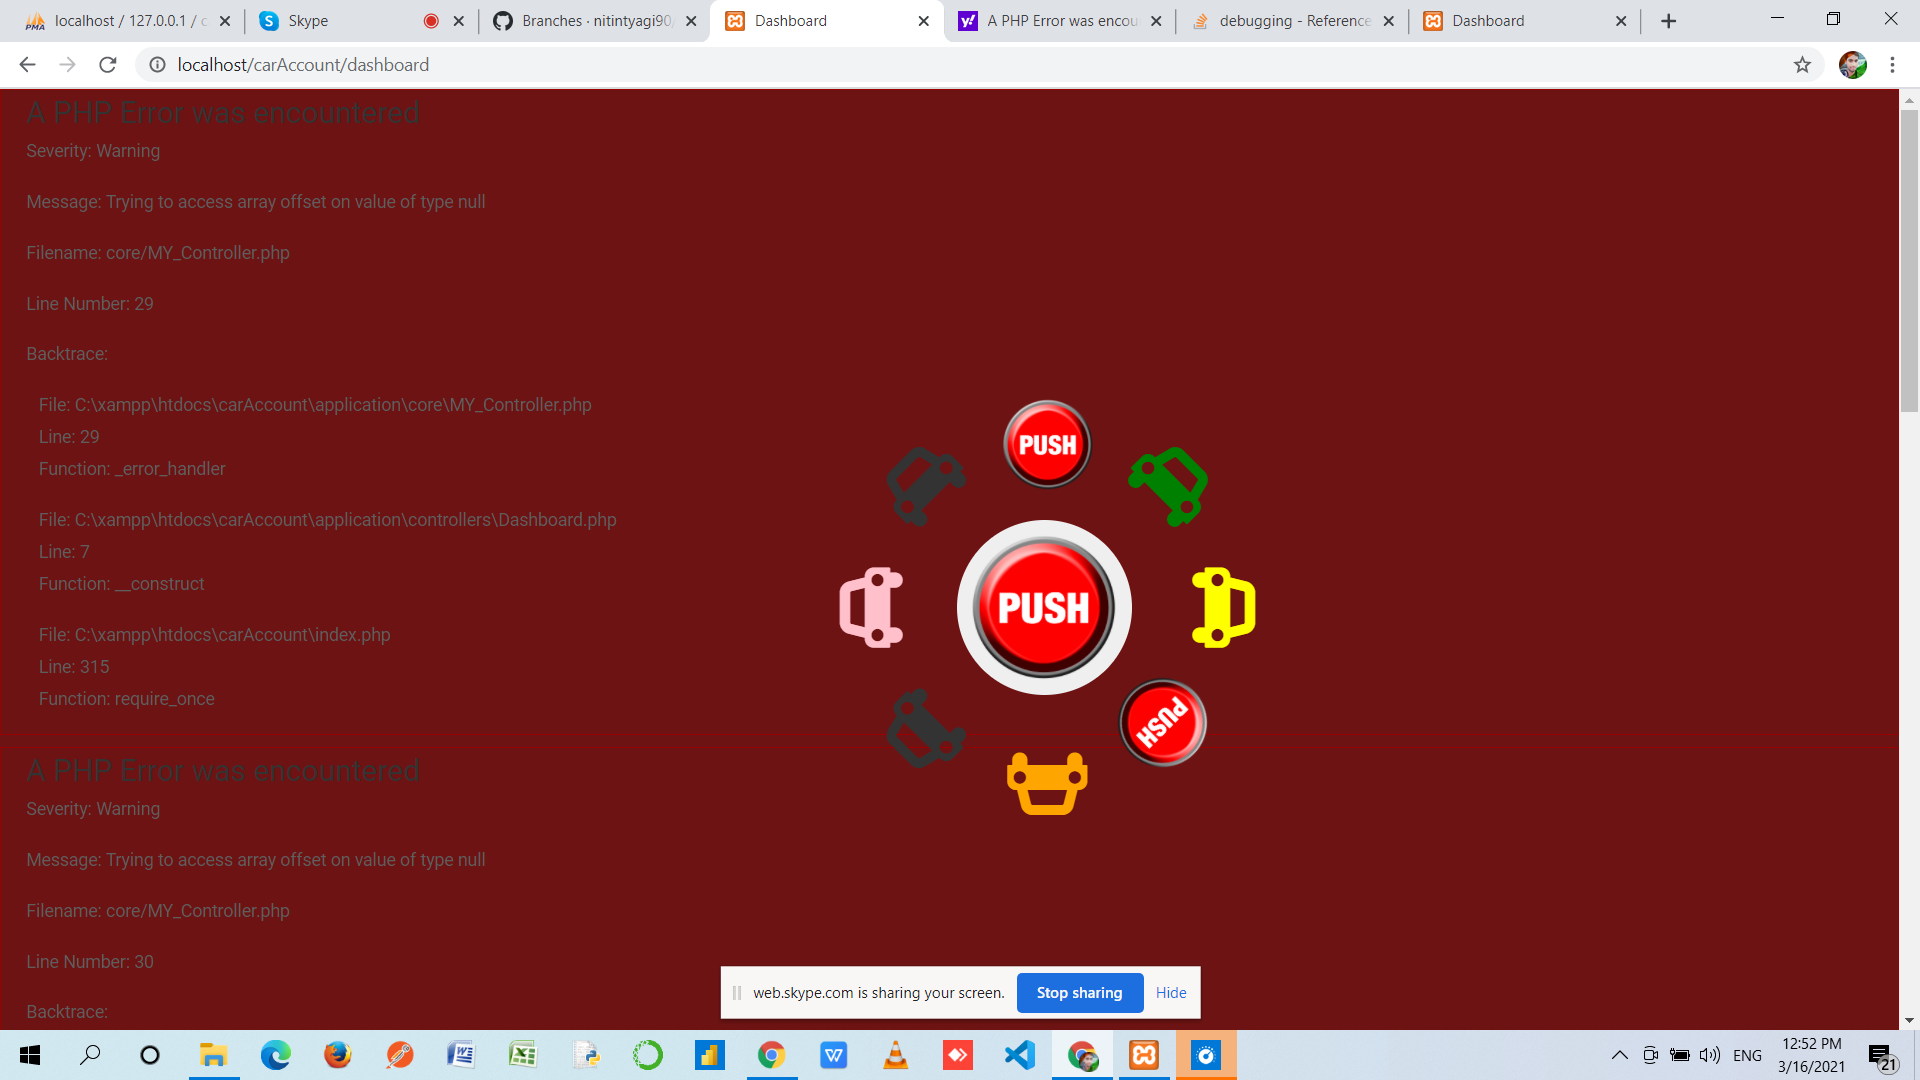 localhost / 127.0.0.1 / c
Skype
Branches · nitintyagi90/
Dashboard
A PHP Error was encou
debugging - Reference
Dashboard
localhost/carAccount/dashboard
A PHP Error was encountered
Severity: Warning
Message: Trying to access array offset on value of type null
Filename: core/MY_Controller.php
Line Number: 29
Backtrace:
File: C:\xampp\htdocs\carAccount\application\core\MY_Controller.php
Line: 29
Function: _error_handler
File: C:\xampp\htdocs\carAccount\application\controllers\Dashboard.php
Line: 7
Function: __construct
File: C:\xampp\htdocs\carAccount\index.php
Line: 315
Function: require_once
PUSH
PUSH
PUSH
A PHP Error was encountered
Severity: Warning
Message: Trying to access array offset on value of type null
Filename: core/MY_Controller.php
Line Number: 30
Backtrace:
web.skype.com is sharing your screen.
Stop sharing
Hide
ENG
12:52 PM
3/16/2021
21